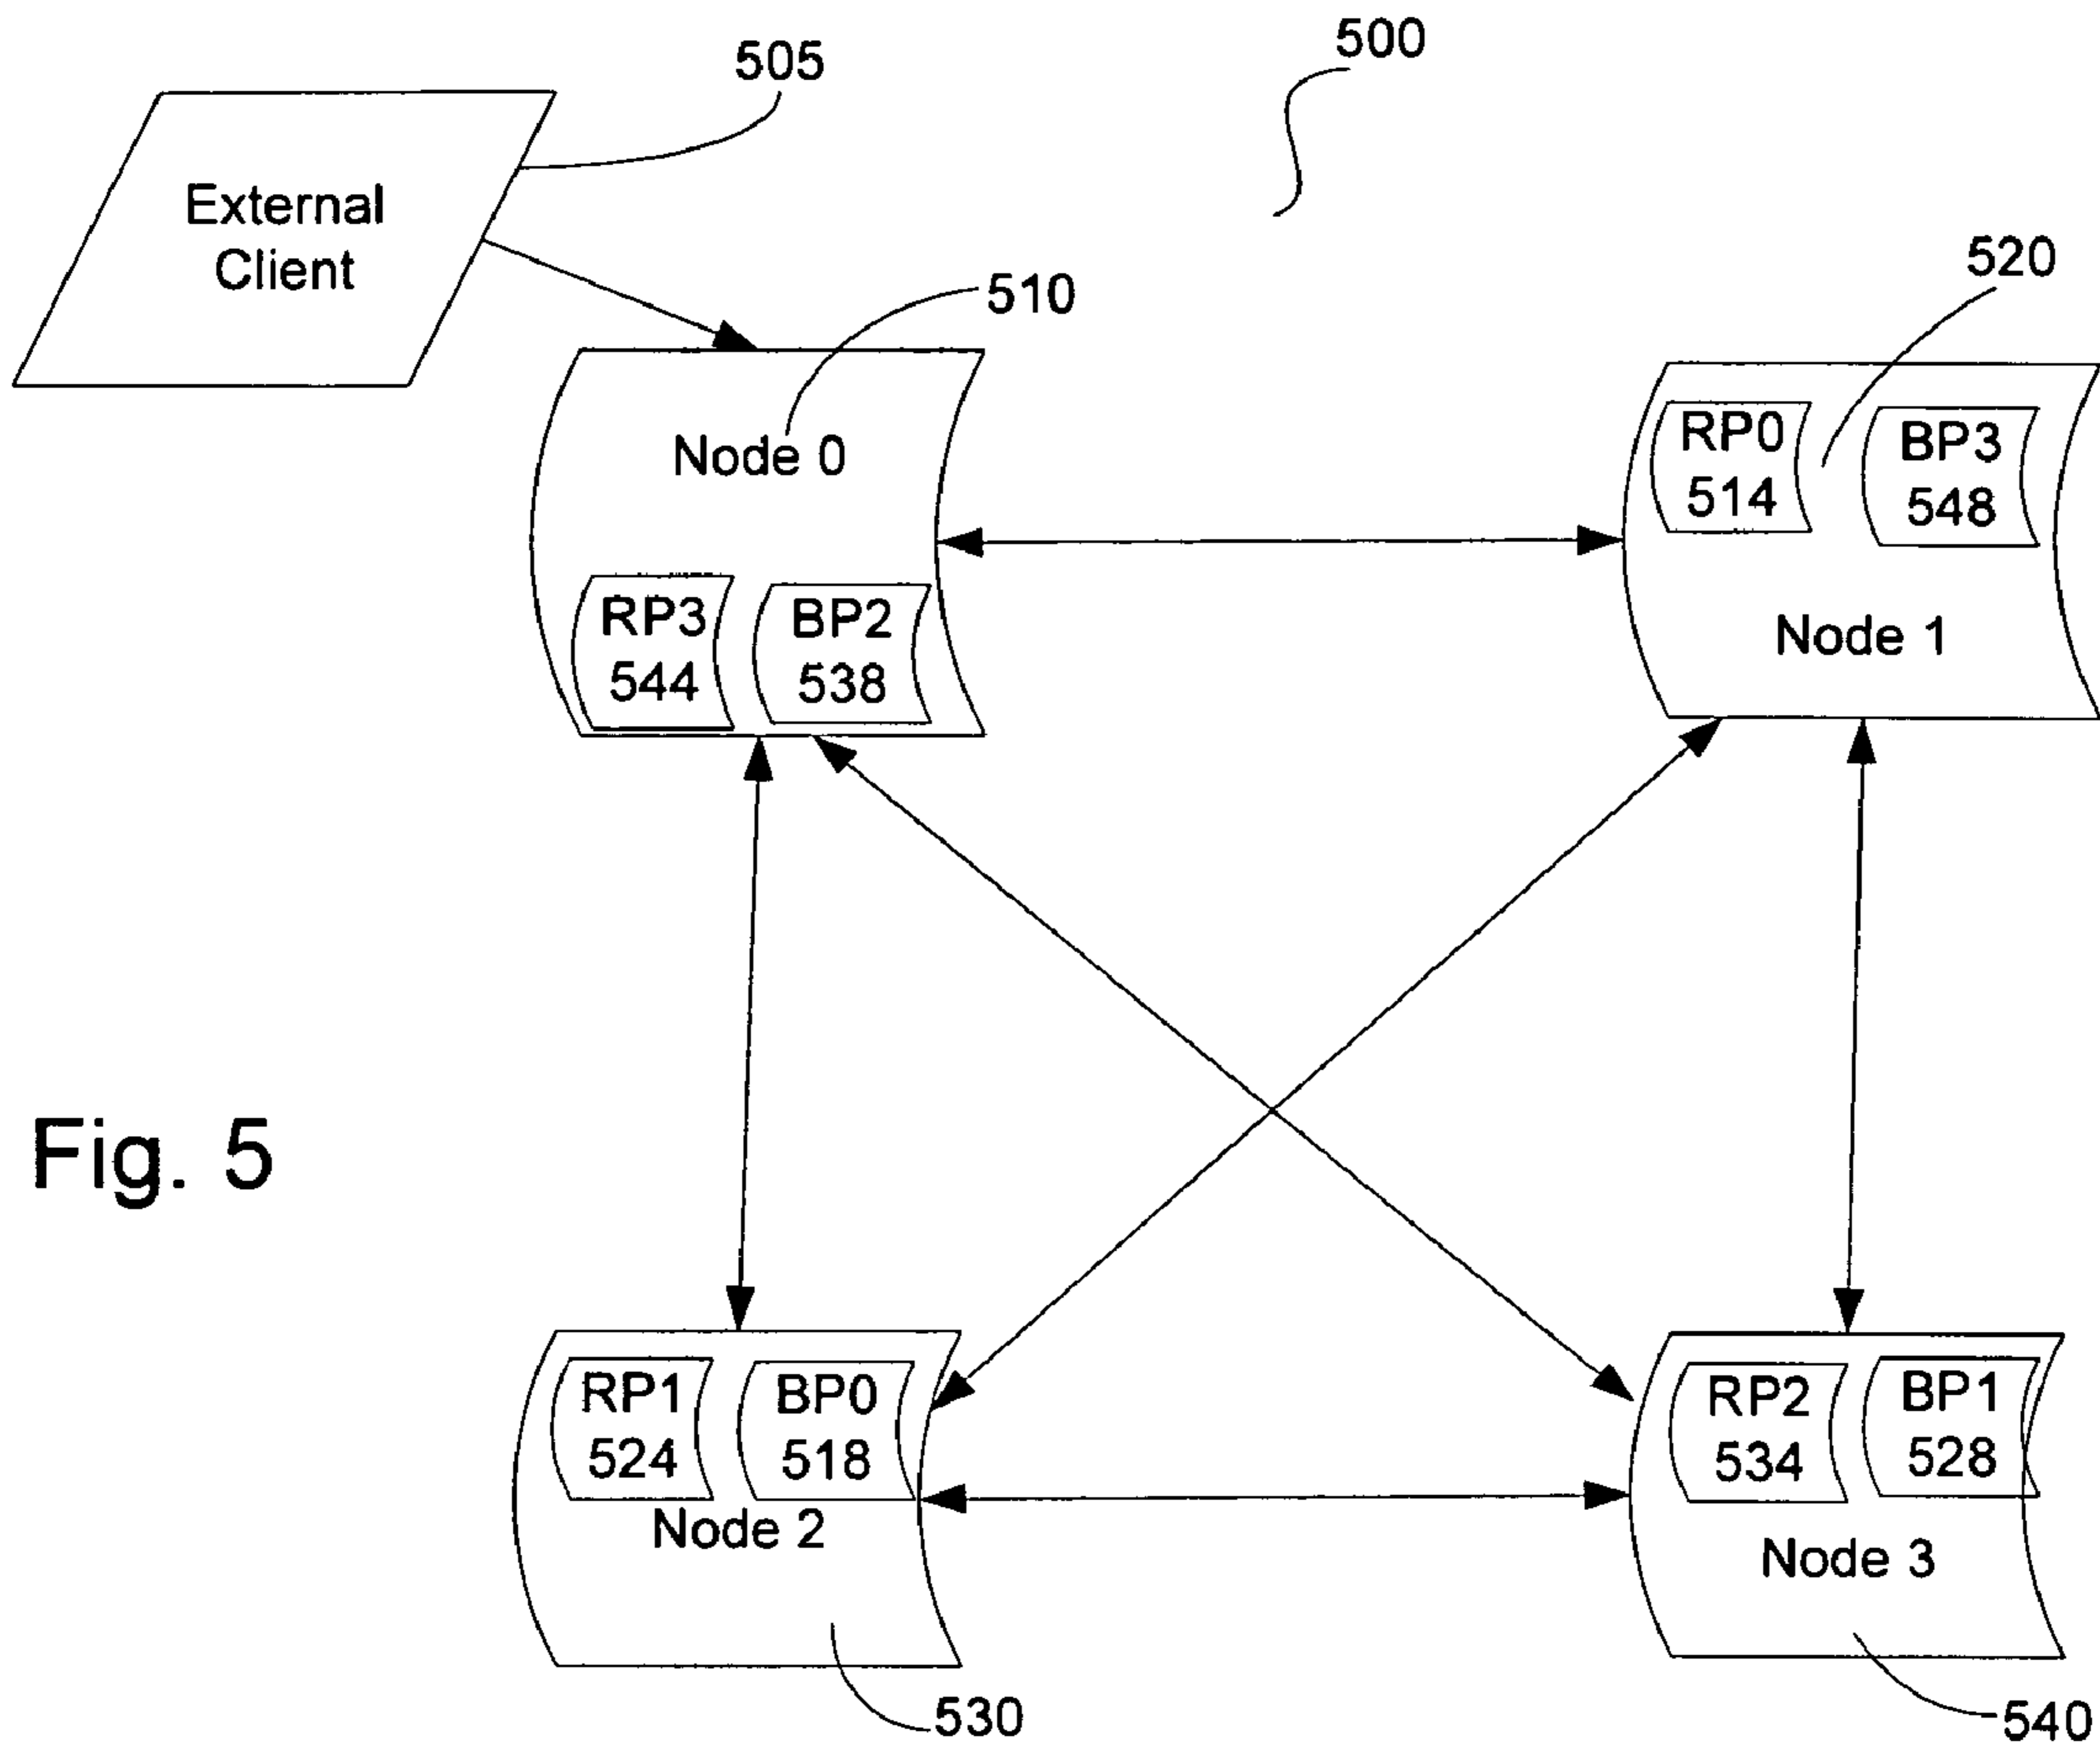 500
505
External
Client
520
510
Node 0
RP0
514
BP3
548
RP3
544
BP2
538
Node 1
Fig. 5
RP1
524
BP0
518
Node 2
RP2
534
BP1
528
Node 3
530
540